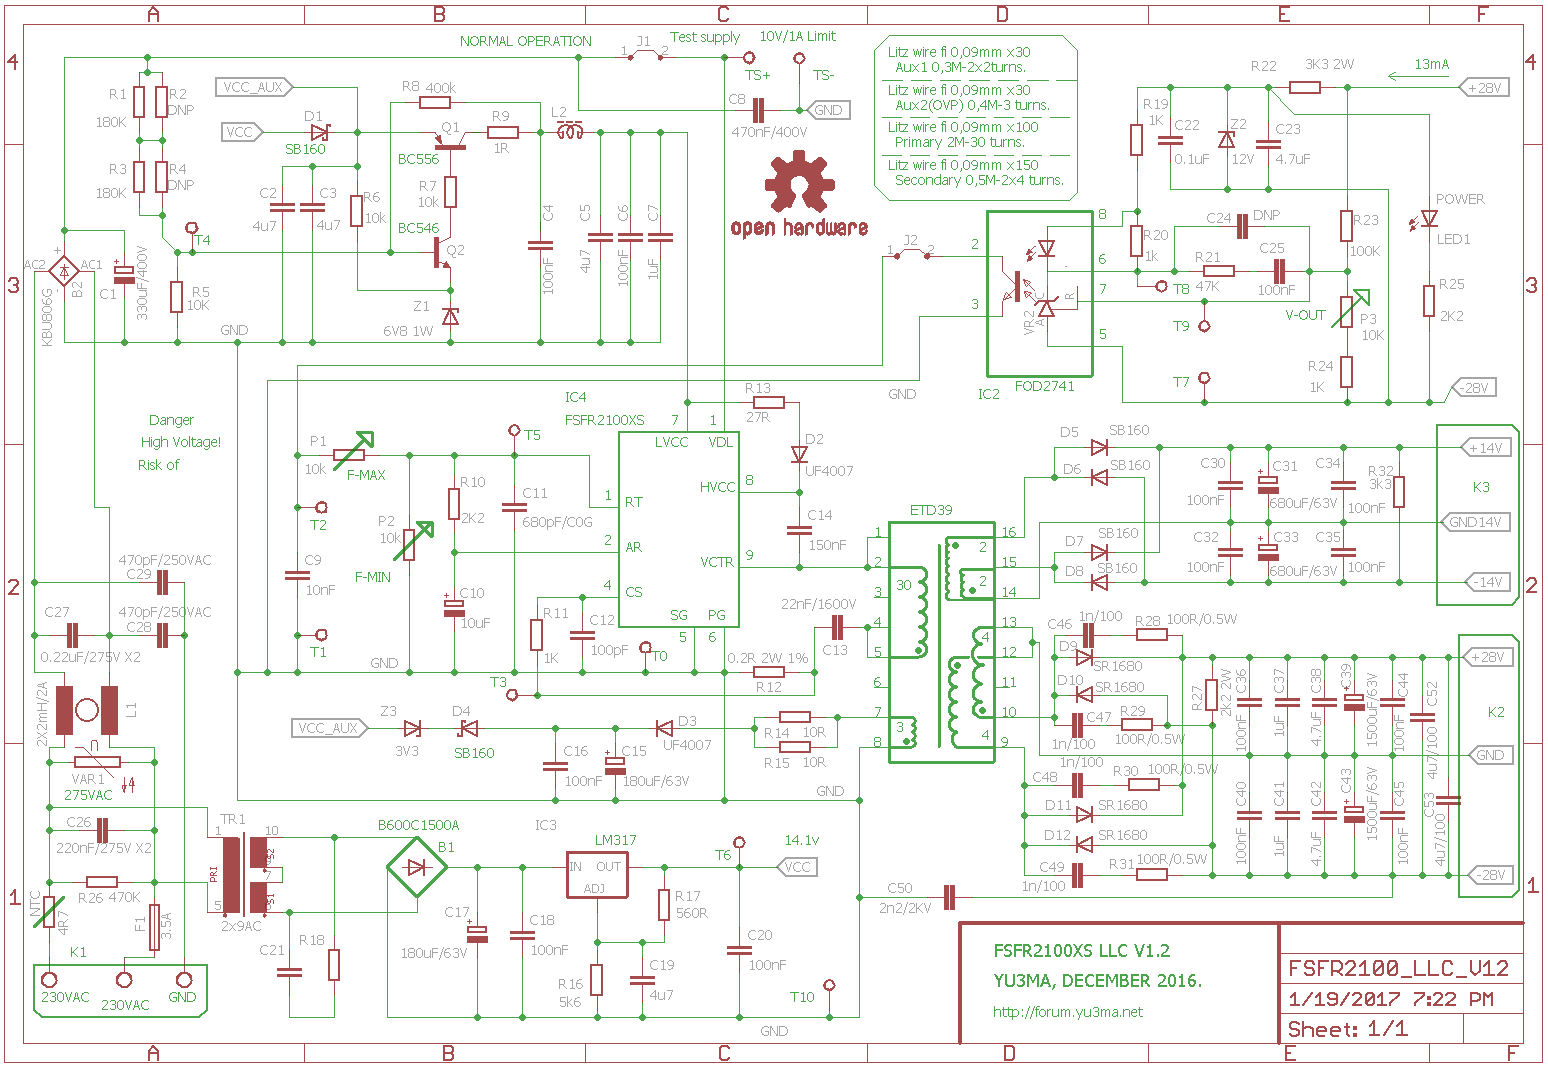 A B C D E F
4
NORMAL OPERATION
J1
1 2
Test supply
10V/1A Limit
TS+
TS-
C8
470nF/400V
GND
Litz wire fi 0,09mm x30
Aux1 0,3M-2x2turns.
Litz wire fi 0,09mm x30
Aux2(OVP) 0,4M-3 turns.
Litz wire fi 0,09mm x100
Primary 2M-30 turns.
Litz wire fi 0,09mm x150
Secondary 0,5M-2x4 turns.
R22
3K3 2W
13mA
+28V
4
R1
180K
R2
DNP
R3
180K
R4
DNP
VCC_AUX
VCC
D1
SB160
R8 400k
Q1
BC556
R9
1R
L2
R7
10k
BC546
Q2
C2
4u7
C3
4u7
R6
10k
Z1
6V8 1W
C4
100nF
C5
4u7
C6
100nF
C7
1uF
open hardware
R19
1K
C22
0.1uF
Z2
12V
C23
4.7uF
POWER
LED1
R20
1k
C24
DNP
R21
47K
C25
100nF
R23
100K
R25
2K2
T8
T9
T7
V-OUT
P3
10K
R24
1K
-28V
3
AC2
AC1
+
-
KBU806G
B2
C1
+
330uF/400V
T4
R5
10K
GND
J2
1 2
2
3
8
6
7
5
VR2
A
C
R
IC2
FOD2741
GND
3
Danger
High Voltage!
Risk of
IC4
FSFR2100XS
R13
27R
D2
UF4007
7
1
LVCC
VDL
HVCC
8
1
RT
2
AR
VCTR
9
4
CS
SG
PG
5
6
C14
150nF
P1
10k
F-MAX
T5
T2
P2
10k
F-MIN
R10
2K2
C11
680pF/C0G
C9
10nF
C10
+
10uF
T1
GND
R11
1K
C12
100pF
T0
T3
0.2R 2W 1%
R12
22nF/1600V
C13
ETD39
1
2
3
4
5
6
7
8
30
3
2
2
4
4
16
15
14
13
12
11
10
9
D5
SB160
D6
SB160
D7
SB160
D8
SB160
C30
100nF
C31
+
680uF/63V
C34
100nF
R32
3k3
C32
100nF
C33
+
680uF/63V
C35
100nF
+14V
K3
GND14V
-14V
2
470pF/250VAC
C29
C27
470pF/250VAC
C28
0.22uF/275V X2
2X2mH/2A
L1
VAR1
275VAC
C26
220nF/275V X2
R26
470K
NTC
4R7
F1
3.5A
K1
230VAC
230VAC
GND
2
VCC_AUX
Z3
3V3
D4
SB160
D3
UF4007
C16
100nF
C15
+
180uF/63V
R14
10R
R15
10R
GND
C46
1n/100
R28
100R/0.5W
D9
SR1680
D10
SR1680
C47
1n/100
R29
100R/0.5W
R27
2k2 2W
1n/100
C48
R30
100R/0.5W
D11
SR1680
D12
SR1680
C49
1n/100
R31
100R/0.5W
C36
100nF
C37
1uF
C38
4.7uF
C39
+
1500uF/63V
C44
100nF
C52
4u7/100
C40
100nF
C41
1uF
C42
4.7uF
C43
+
1500uF/63V
C45
100nF
C53
4u7/100
+28V
K2
GND
-28V
TR1
1
5
10
7
PRI
S2
S1
2x9AC
B600C1500A
B1
IC3
LM317
IN
OUT
ADJ
T6
14.1v
VCC
C17
+
180uF/63V
C18
100nF
R17
560R
R16
5k6
C19
4u7
C20
100nF
C21
R18
T10
GND
C50
2n2/2KV
1
1
FSFR2100XS LLC V1.2
YU3MA, DECEMBER 2016.
http://forum.yu3ma.net
FSFR2100_LLC_V12
1/19/2017 7:22 PM
Sheet: 1/1
A B C D E F